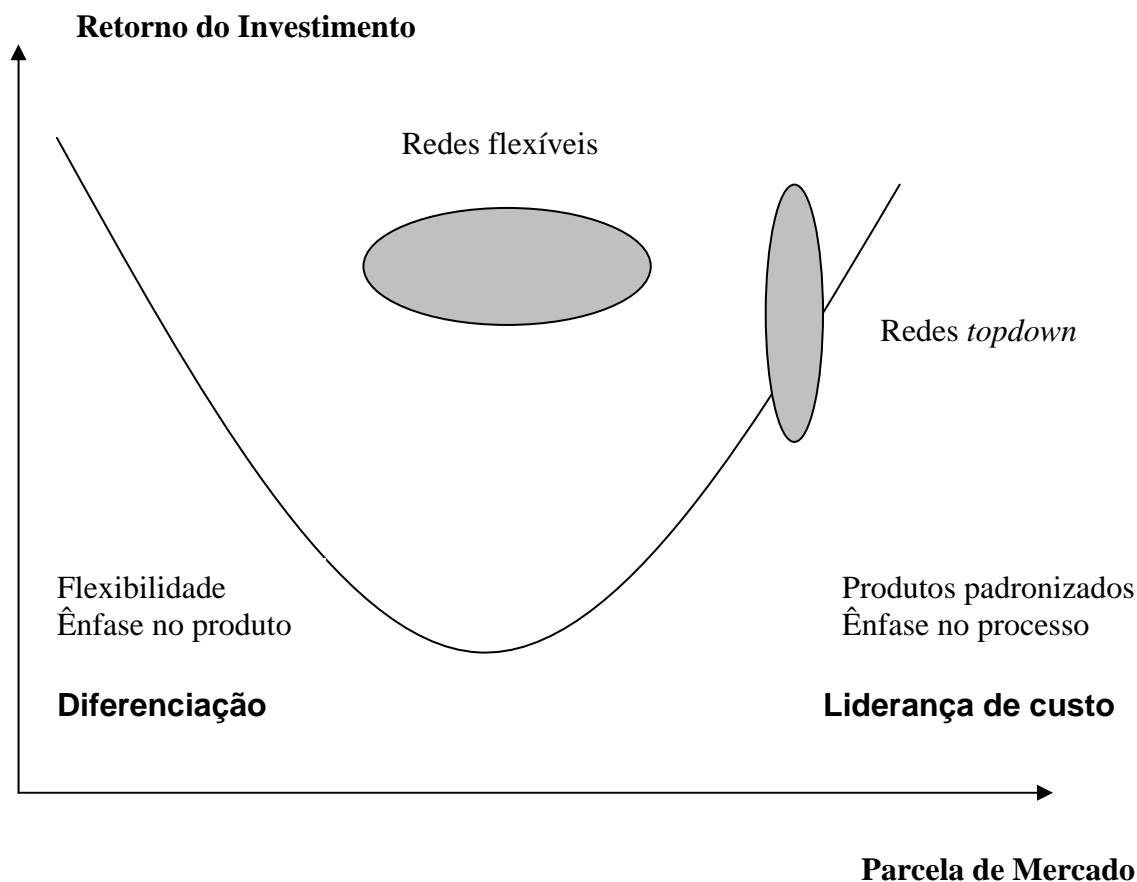 Retorno do Investimento
Redes flexíveis
Redes topdown
Flexibilidade
Ênfase no produto
Produtos padronizados
Ênfase no processo
Diferenciação
Liderança de custo
Parcela de Mercado